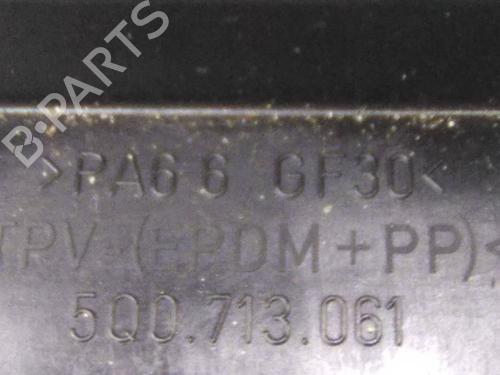 B-PARTS
>PA6 6 GF30<
TPV (EPDM+PP)<
5Q0.713.061